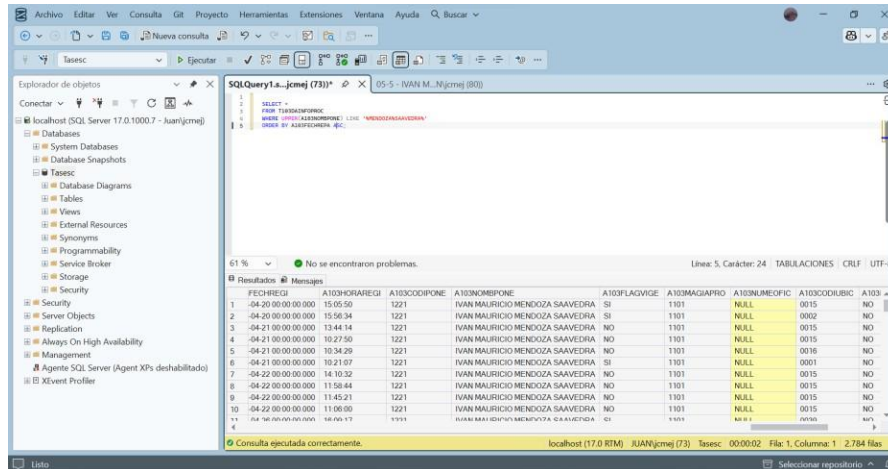 Archivo Editar Ver Consulta Git Proyecto Herramientas Extensiones Ventana Ayuda Buscar
Nueva consulta
Tasesc Ejecutar
Explorador de objetos
Conectar
localhost (SQL Server 17.0.1000.7 - Juan\jcmej)
Databases
System Databases
Database Snapshots
Tasesc
Database Diagrams
Tables
Views
External Resources
Synonyms
Programmability
Service Broker
Storage
Security
Security
Server Objects
Replication
Always On High Availability
Management
Agente SQL Server (Agent XPs deshabilitado)
XEvent Profiler
SQLQuery1.s...jcmej (73))* 05-5 - IVAN M...N\jcmej (80))
1
2 SELECT *
3 FROM T103DAINFOPROC
4 WHERE UPPER(A103NOMBPONE) LIKE '%MENDOZA%SAAVEDRA%'
5 ORDER BY A103FECHREPA ASC;
61 % No se encontraron problemas. Línea: 5, Carácter: 24 TABULACIONES CRLF UTF-
Resultados Mensajes
FECHREGI A103HORAREGI A103CODIPONE A103NOMBPONE A103FLAGVIGE A103MAGIAPRO A103NUMEOFIC A103CODIUBIC A103
1 -04-20 00:00:00.000 15:05:50 1221 IVAN MAURICIO MENDOZA SAAVEDRA SI 1101 NULL 0015 NO
2 -04-20 00:00:00.000 15:56:34 1221 IVAN MAURICIO MENDOZA SAAVEDRA SI 1101 NULL 0002 NO
3 -04-21 00:00:00.000 13:44:14 1221 IVAN MAURICIO MENDOZA SAAVEDRA NO 1101 NULL 0015 NO
4 -04-21 00:00:00.000 10:27:50 1221 IVAN MAURICIO MENDOZA SAAVEDRA NO 1101 NULL 0015 NO
5 -04-21 00:00:00.000 10:34:29 1221 IVAN MAURICIO MENDOZA SAAVEDRA NO 1101 NULL 0016 NO
6 -04-21 00:00:00.000 10:21:07 1221 IVAN MAURICIO MENDOZA SAAVEDRA SI 1101 NULL 0001 NO
7 -04-22 00:00:00.000 14:10:32 1221 IVAN MAURICIO MENDOZA SAAVEDRA NO 1101 NULL 0015 NO
8 -04-22 00:00:00.000 11:58:44 1221 IVAN MAURICIO MENDOZA SAAVEDRA NO 1101 NULL 0015 NO
9 -04-22 00:00:00.000 11:45:21 1221 IVAN MAURICIO MENDOZA SAAVEDRA NO 1101 NULL 0015 NO
10 -04-22 00:00:00.000 11:06:00 1221 IVAN MAURICIO MENDOZA SAAVEDRA NO 1101 NULL 0015 NO
Consulta ejecutada correctamente. localhost (17.0 RTM) JUAN\jcmej (73) Tasesc 00:00:02 Fila: 1, Columna: 1 2.784 filas
Listo Seleccionar repositorio